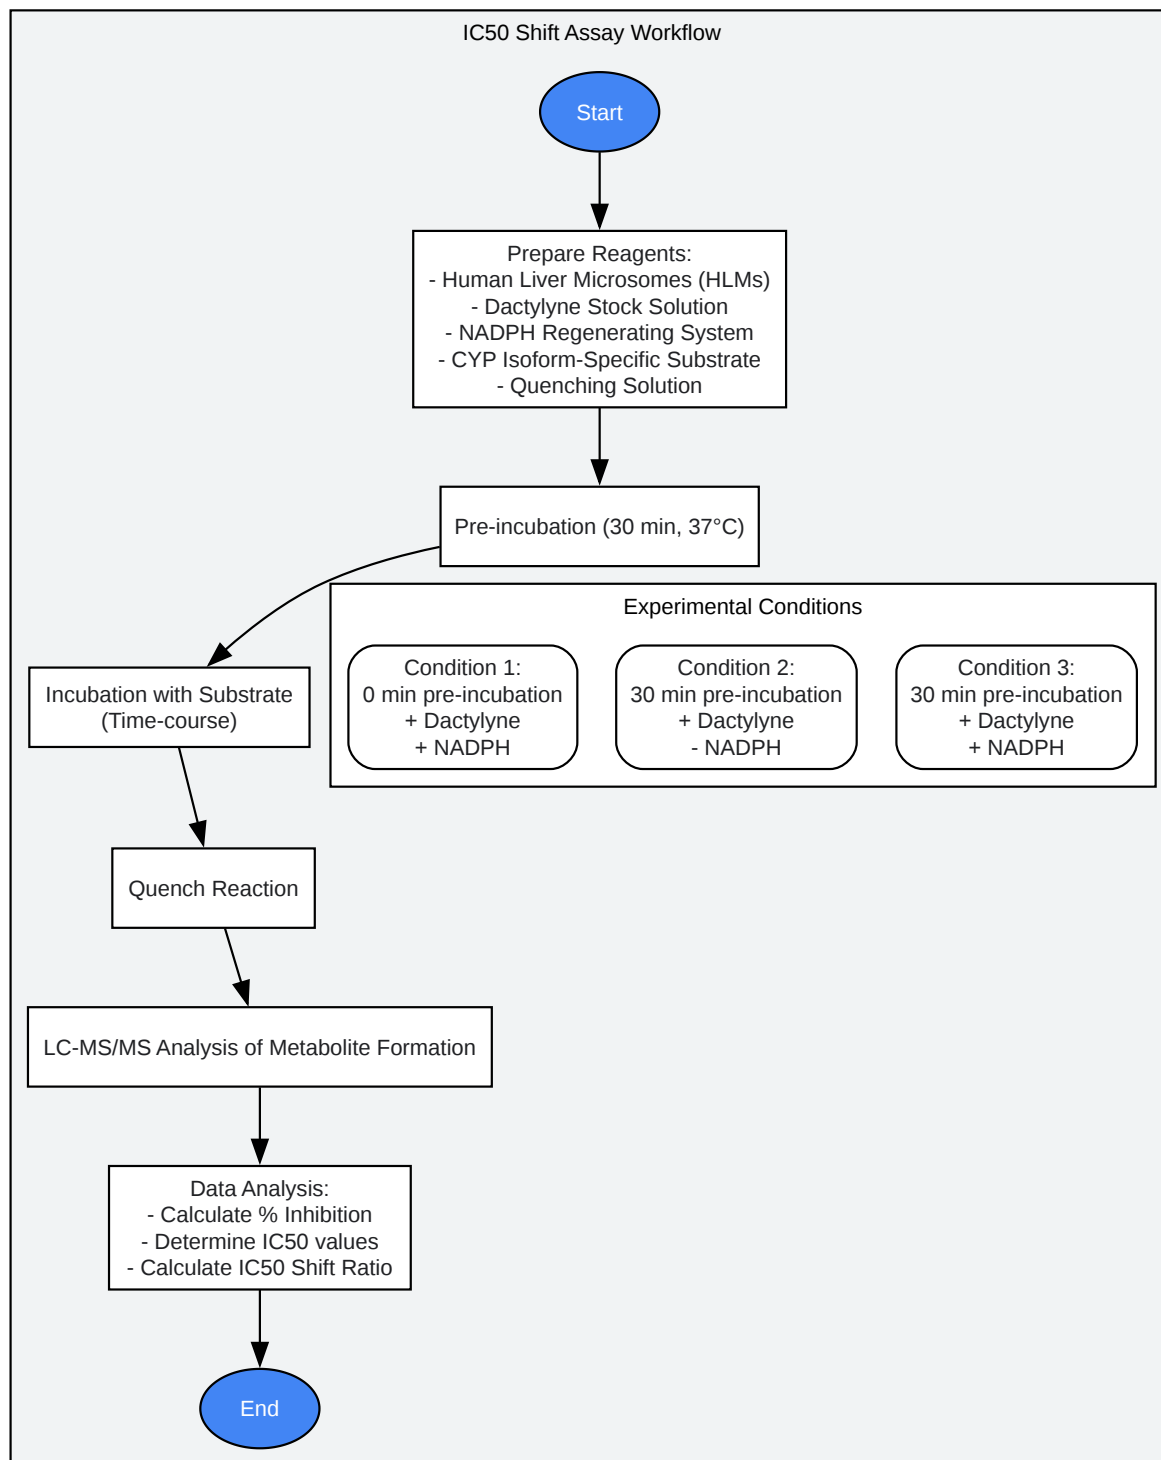 IC50 Shift Assay Workflow
Start
Prepare Reagents:
- Human Liver Microsomes (HLMs)
- Dactylyne Stock Solution
- NADPH Regenerating System
- CYP Isoform-Specific Substrate
- Quenching Solution
Pre-incubation (30 min, 37°C)
Experimental Conditions
Condition 1:
0 min pre-incubation
+ Dactylyne
+ NADPH
Condition 2:
30 min pre-incubation
+ Dactylyne
- NADPH
Condition 3:
30 min pre-incubation
+ Dactylyne
+ NADPH
Incubation with Substrate
(Time-course)
Quench Reaction
LC-MS/MS Analysis of Metabolite Formation
Data Analysis:
- Calculate % Inhibition
- Determine IC50 values
- Calculate IC50 Shift Ratio
End